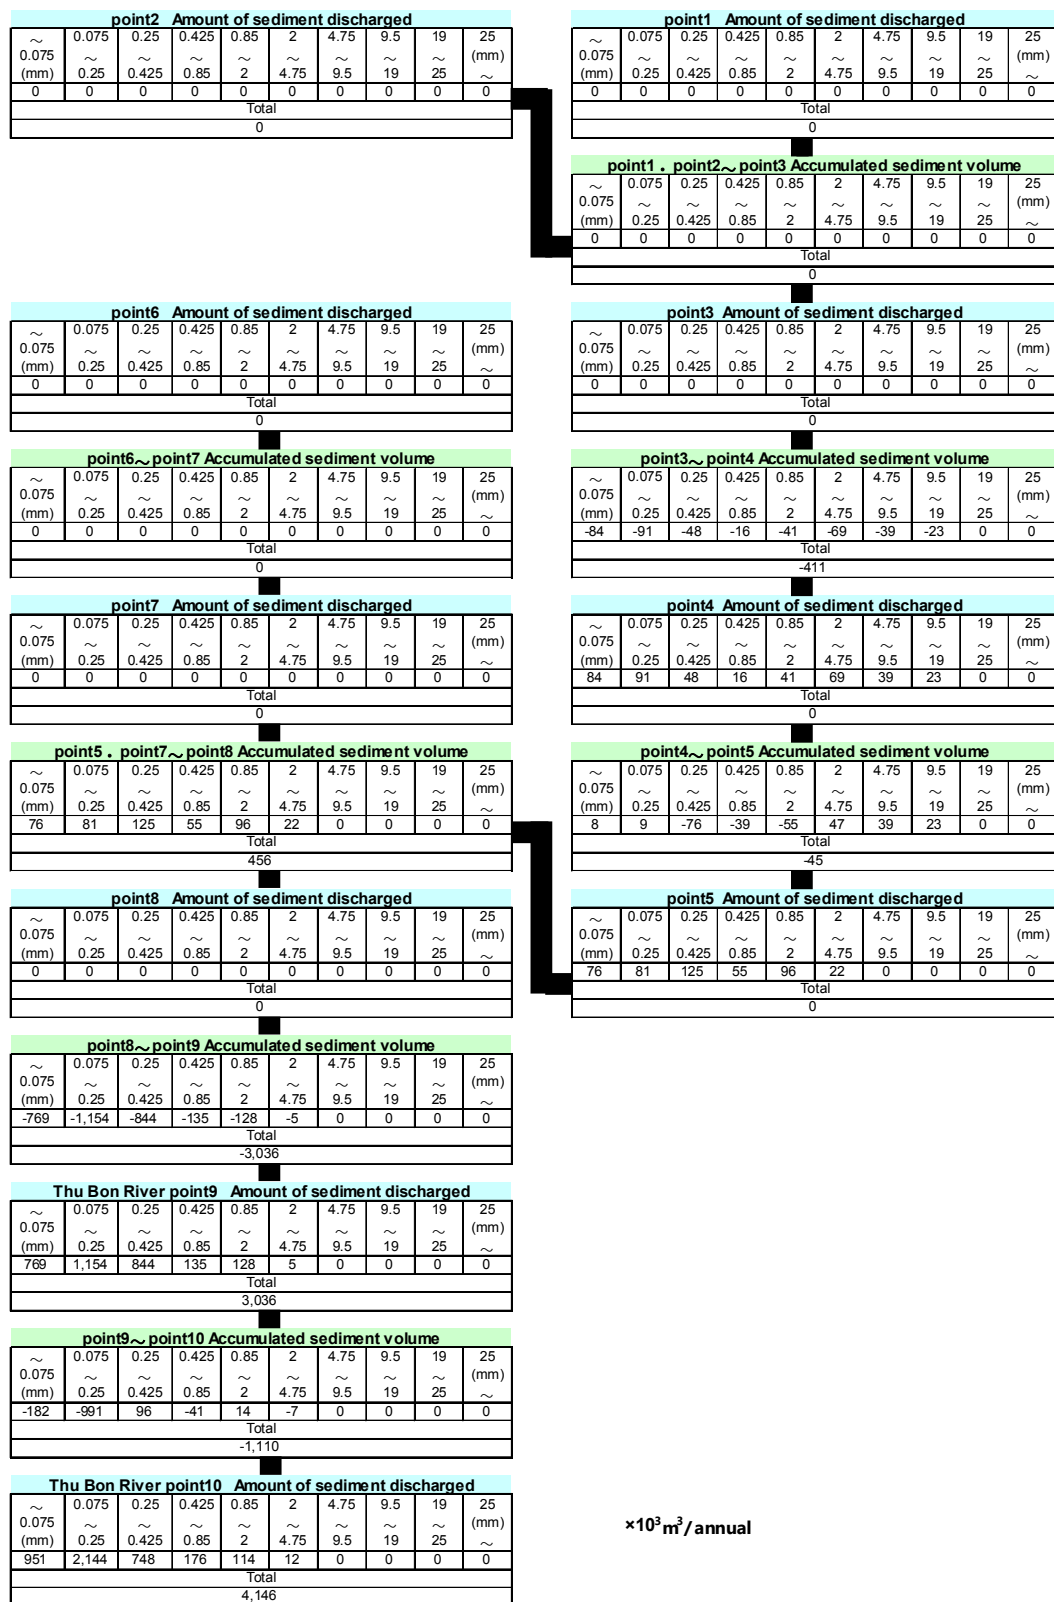 point2 Amount of sediment discharged
～ 0.075 0.25 0.425 0.85 2 4.75 9.5 19 25
0.075 ～ ～ ～ ～ ～ ～ ～ ～ (mm)
(mm) 0.25 0.425 0.85 2 4.75 9.5 19 25 ～
0 0 0 0 0 0 0 0 0 0
Total
0
point1 Amount of sediment discharged
～ 0.075 0.25 0.425 0.85 2 4.75 9.5 19 25
0.075 ～ ～ ～ ～ ～ ～ ～ ～ (mm)
(mm) 0.25 0.425 0.85 2 4.75 9.5 19 25 ～
0 0 0 0 0 0 0 0 0 0
Total
0
point1．point2～point3 Accumulated sediment volume
～ 0.075 0.25 0.425 0.85 2 4.75 9.5 19 25
0.075 ～ ～ ～ ～ ～ ～ ～ ～ (mm)
(mm) 0.25 0.425 0.85 2 4.75 9.5 19 25 ～
0 0 0 0 0 0 0 0 0 0
Total
0
point6 Amount of sediment discharged
～ 0.075 0.25 0.425 0.85 2 4.75 9.5 19 25
0.075 ～ ～ ～ ～ ～ ～ ～ ～ (mm)
(mm) 0.25 0.425 0.85 2 4.75 9.5 19 25 ～
0 0 0 0 0 0 0 0 0 0
Total
0
point3 Amount of sediment discharged
～ 0.075 0.25 0.425 0.85 2 4.75 9.5 19 25
0.075 ～ ～ ～ ～ ～ ～ ～ ～ (mm)
(mm) 0.25 0.425 0.85 2 4.75 9.5 19 25 ～
0 0 0 0 0 0 0 0 0 0
Total
0
point6～point7 Accumulated sediment volume
～ 0.075 0.25 0.425 0.85 2 4.75 9.5 19 25
0.075 ～ ～ ～ ～ ～ ～ ～ ～ (mm)
(mm) 0.25 0.425 0.85 2 4.75 9.5 19 25 ～
0 0 0 0 0 0 0 0 0 0
Total
0
point3～point4 Accumulated sediment volume
～ 0.075 0.25 0.425 0.85 2 4.75 9.5 19 25
0.075 ～ ～ ～ ～ ～ ～ ～ ～ (mm)
(mm) 0.25 0.425 0.85 2 4.75 9.5 19 25 ～
-84 -91 -48 -16 -41 -69 -39 -23 0 0
Total
-411
point7 Amount of sediment discharged
～ 0.075 0.25 0.425 0.85 2 4.75 9.5 19 25
0.075 ～ ～ ～ ～ ～ ～ ～ ～ (mm)
(mm) 0.25 0.425 0.85 2 4.75 9.5 19 25 ～
0 0 0 0 0 0 0 0 0 0
Total
0
point4 Amount of sediment discharged
～ 0.075 0.25 0.425 0.85 2 4.75 9.5 19 25
0.075 ～ ～ ～ ～ ～ ～ ～ ～ (mm)
(mm) 0.25 0.425 0.85 2 4.75 9.5 19 25 ～
84 91 48 16 41 69 39 23 0 0
Total
0
point5．point7～point8 Accumulated sediment volume
～ 0.075 0.25 0.425 0.85 2 4.75 9.5 19 25
0.075 ～ ～ ～ ～ ～ ～ ～ ～ (mm)
(mm) 0.25 0.425 0.85 2 4.75 9.5 19 25 ～
76 81 125 55 96 22 0 0 0 0
Total
456
point4～point5 Accumulated sediment volume
～ 0.075 0.25 0.425 0.85 2 4.75 9.5 19 25
0.075 ～ ～ ～ ～ ～ ～ ～ ～ (mm)
(mm) 0.25 0.425 0.85 2 4.75 9.5 19 25 ～
8 9 -76 -39 -55 47 39 23 0 0
Total
-45
point8 Amount of sediment discharged
～ 0.075 0.25 0.425 0.85 2 4.75 9.5 19 25
0.075 ～ ～ ～ ～ ～ ～ ～ ～ (mm)
(mm) 0.25 0.425 0.85 2 4.75 9.5 19 25 ～
0 0 0 0 0 0 0 0 0 0
Total
0
point5 Amount of sediment discharged
～ 0.075 0.25 0.425 0.85 2 4.75 9.5 19 25
0.075 ～ ～ ～ ～ ～ ～ ～ ～ (mm)
(mm) 0.25 0.425 0.85 2 4.75 9.5 19 25 ～
76 81 125 55 96 22 0 0 0 0
Total
0
point8～point9 Accumulated sediment volume
～ 0.075 0.25 0.425 0.85 2 4.75 9.5 19 25
0.075 ～ ～ ～ ～ ～ ～ ～ ～ (mm)
(mm) 0.25 0.425 0.85 2 4.75 9.5 19 25 ～
-769 -1,154 -844 -135 -128 -5 0 0 0 0
Total
-3,036
Thu Bon River point9 Amount of sediment discharged
～ 0.075 0.25 0.425 0.85 2 4.75 9.5 19 25
0.075 ～ ～ ～ ～ ～ ～ ～ ～ (mm)
(mm) 0.25 0.425 0.85 2 4.75 9.5 19 25 ～
769 1,154 844 135 128 5 0 0 0 0
Total
3,036
point9～point10 Accumulated sediment volume
～ 0.075 0.25 0.425 0.85 2 4.75 9.5 19 25
0.075 ～ ～ ～ ～ ～ ～ ～ ～ (mm)
(mm) 0.25 0.425 0.85 2 4.75 9.5 19 25 ～
-182 -991 96 -41 14 -7 0 0 0 0
Total
-1,110
Thu Bon River point10 Amount of sediment discharged
～ 0.075 0.25 0.425 0.85 2 4.75 9.5 19 25
0.075 ～ ～ ～ ～ ～ ～ ～ ～ (mm)
(mm) 0.25 0.425 0.85 2 4.75 9.5 19 25 ～
951 2,144 748 176 114 12 0 0 0 0
Total
4,146
×10³m³/annual